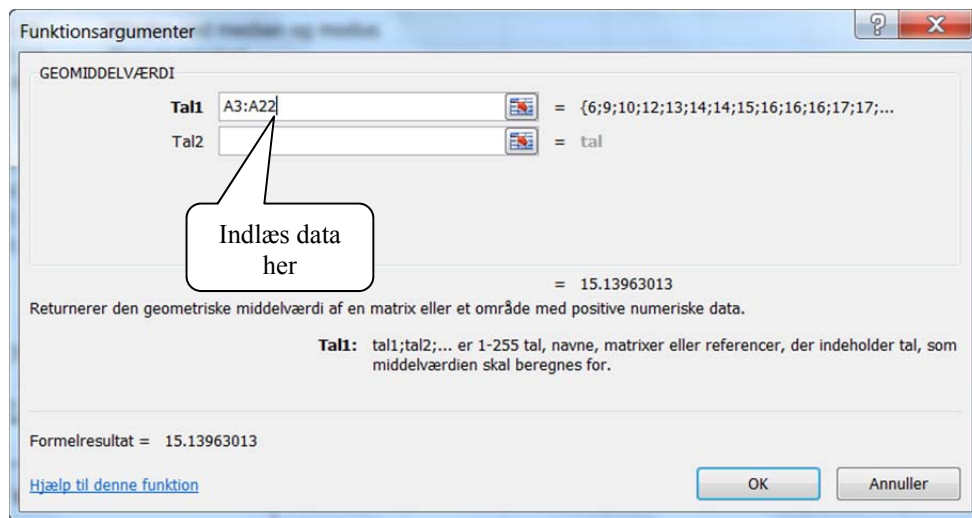 Funktionsargumenter
GEOMIDDELVÆRDI
Tal1 A3:A22 = {6;9;10;12;13;14;14;15;16;16;16;17;17;...
Tal2 = tal
Indlæs data
her
= 15.13963013
Returnerer den geometriske middelværdi af en matrix eller et område med positive numeriske data.
Tal1: tal1;tal2;... er 1-255 tal, navne, matrixer eller referencer, der indeholder tal, som
middelværdien skal beregnes for.
Formelresultat = 15.13963013
Hjælp til denne funktion
OK
Annuller